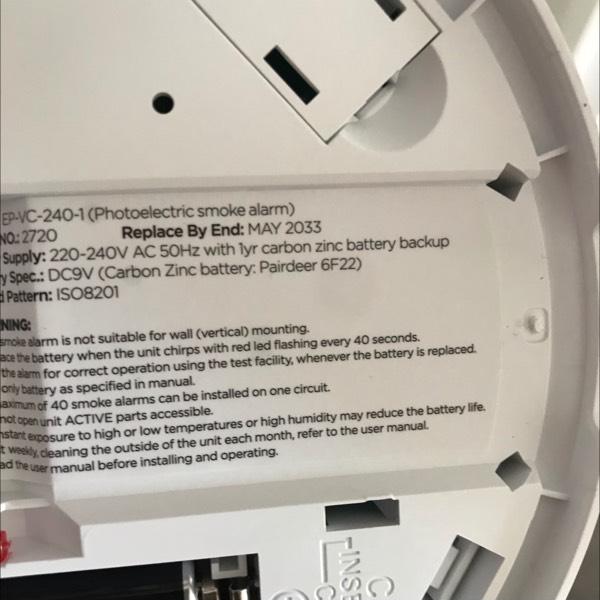 EP-VC-240-1 (Photoelectric smoke alarm)
NO.: 2720 Replace By End: MAY 2033
Supply: 220-240V AC 50Hz with 1yr carbon zinc battery backup
y Spec.: DC9V (Carbon Zinc battery: Pairdeer 6F22)
d Pattern: ISO8201
NING:
smoke alarm is not suitable for wall (vertical) mounting.
ace the battery when the unit chirps with red led flashing every 40 seconds.
the alarm for correct operation using the test facility, whenever the battery is replaced.
only battery as specified in manual.
aximum of 40 smoke alarms can be installed on one circuit.
not open unit ACTIVE parts accessible.
nstant exposure to high or low temperatures or high humidity may reduce the battery life.
t weekly, cleaning the outside of the unit each month, refer to the user manual.
ad the user manual before installing and operating.